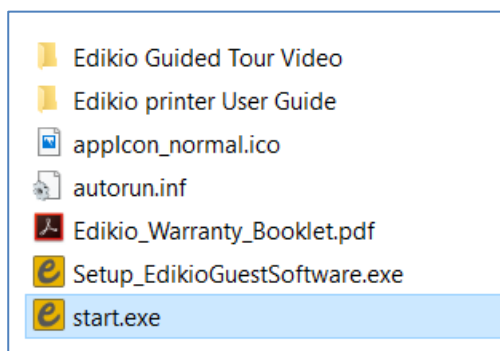 Edikio Guided Tour Video
Edikio printer User Guide
appIcon_normal.ico
autorun.inf
Edikio_Warranty_Booklet.pdf
Setup_EdikioGuestSoftware.exe
start.exe